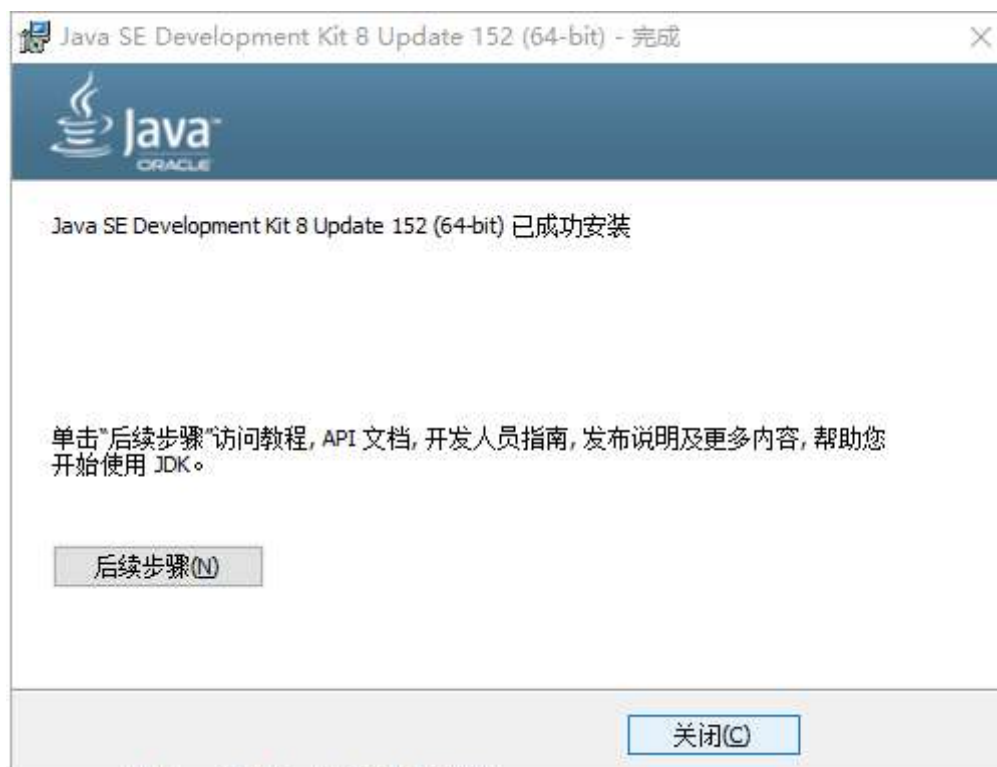 Java SE Development Kit 8 Update 152 (64-bit) - 完成
Java™
ORACLE
Java SE Development Kit 8 Update 152 (64-bit) 已成功安装
单击"后续步骤"访问教程, API 文档, 开发人员指南, 发布说明及更多内容, 帮助您
开始使用 JDK。
后续步骤(N)
关闭(C)